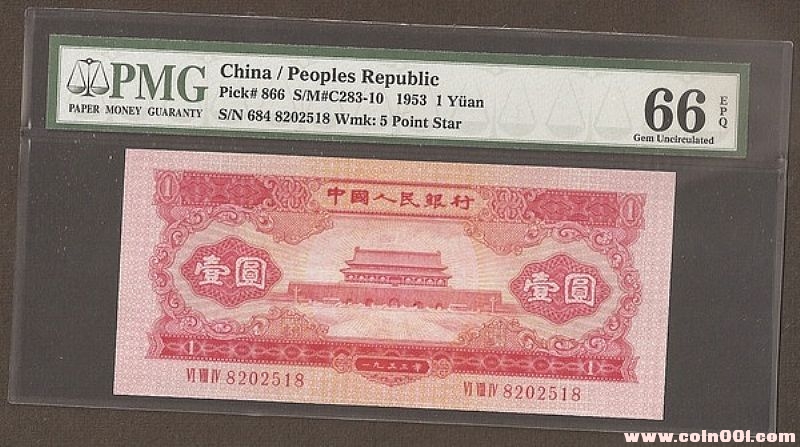 PMG
PAPER MONEY GUARANTY
China / Peoples Republic
Pick# 866 S/M#C283-10 1953 1 Yüan
S/N 684 8202518 Wmk: 5 Point Star
66 EPQ
Gem Uncirculated
1 中國人民銀行 1
壹圓 壹圓
1 一九五三年 1
VI VIII IV 8202518 VI VIII IV 8202518
www.coin001.com